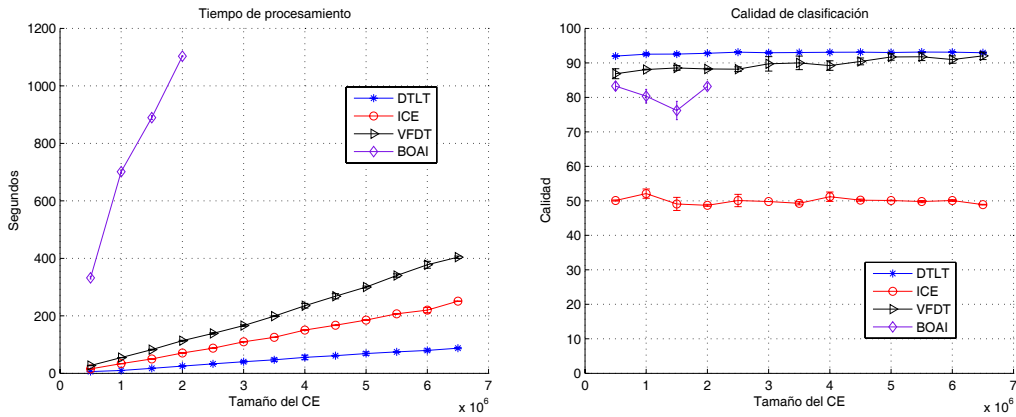 Tiempo de procesamiento
1200
1000
800
600
400
200
0
Segundos
0 1 2 3 4 5 6 7
x 10^6
Tamaño del CE
DTLT
ICE
VFDT
BOAI
Calidad de clasificación
100
90
80
70
60
50
40
30
20
10
0
Calidad
0 1 2 3 4 5 6 7
x 10^6
Tamaño del CE
DTLT
ICE
VFDT
BOAI